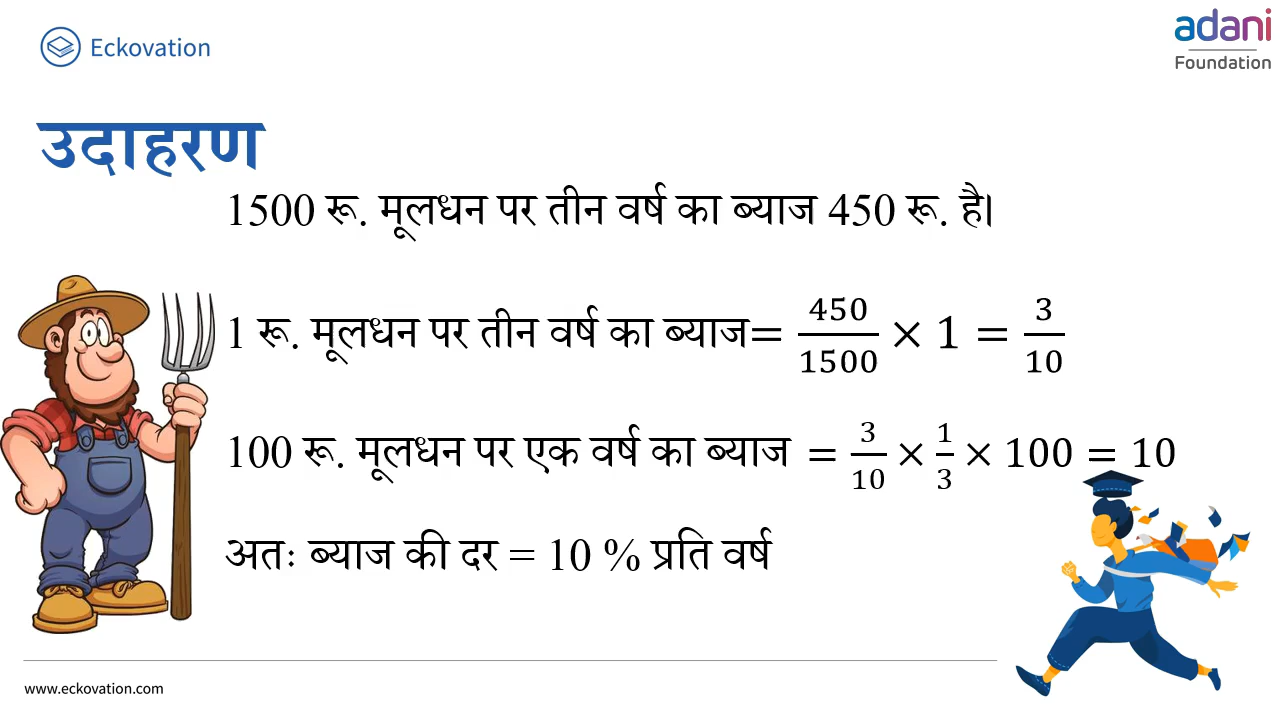 Eckovation
adani
Foundation
उदाहरण
1500 रू. मूलधन पर तीन वर्ष का ब्याज 450 रू. है।
1 रू. मूलधन पर तीन वर्ष का ब्याज= 450/1500 × 1 = 3/10
100 रू. मूलधन पर एक वर्ष का ब्याज = 3/10 × 1/3 × 100 = 10
अतः ब्याज की दर = 10 % प्रति वर्ष
www.eckovation.com